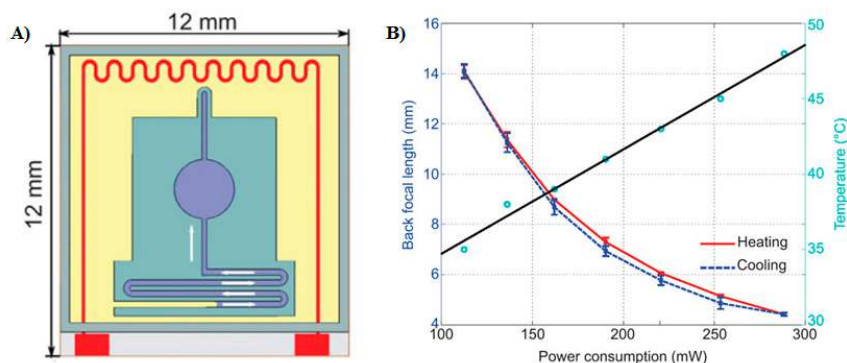 A)
12 mm
12 mm
B)
Back focal length (mm)
16
14
12
10
8
6
4
100
150
200
250
300
Power consumption (mW)
50
45
40
35
30
Temperature (°C)
Heating
Cooling